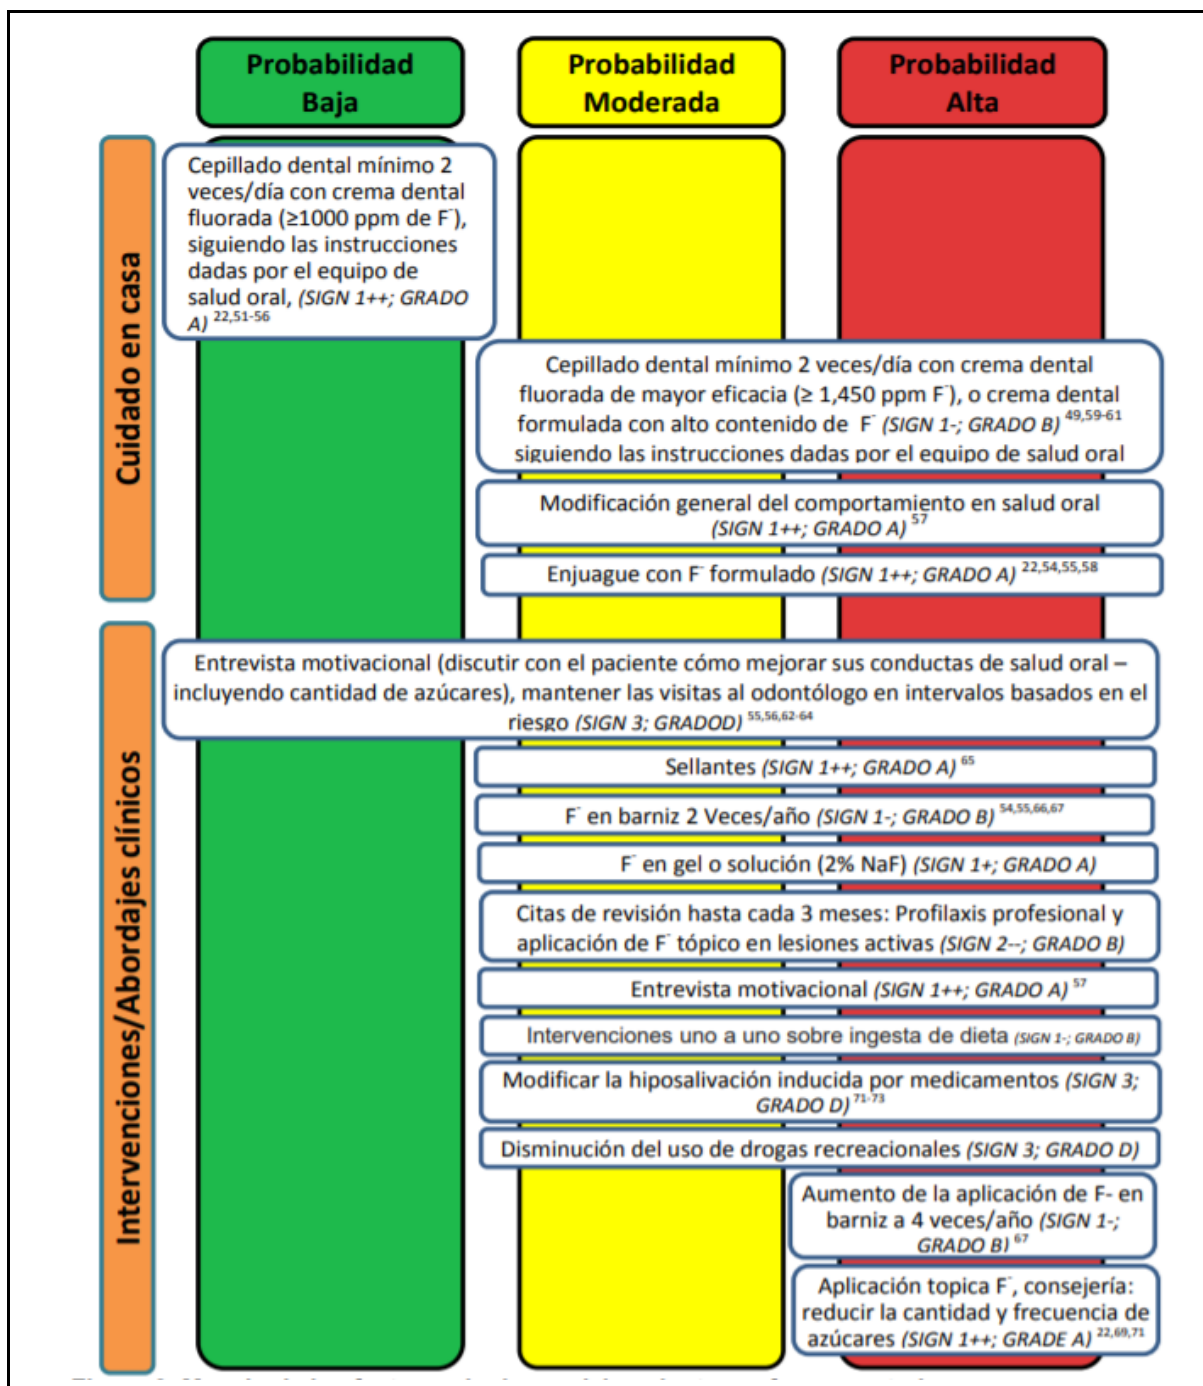 Probabilidad
Baja
Probabilidad
Moderada
Probabilidad
Alta
Cuidado en casa
Cepillado dental mínimo 2
veces/día con crema dental
fluorada (≥1000 ppm de F⁻),
siguiendo las instrucciones
dadas por el equipo de
salud oral, (SIGN 1++; GRADO
A) 22,51-56
Cepillado dental mínimo 2 veces/día con crema dental
fluorada de mayor eficacia (≥ 1,450 ppm F⁻), o crema dental
formulada con alto contenido de F⁻ (SIGN 1-; GRADO B) 49,59-61
siguiendo las instrucciones dadas por el equipo de salud oral
Modificación general del comportamiento en salud oral
(SIGN 1++; GRADO A) 57
Enjuague con F⁻ formulado (SIGN 1++; GRADO A) 22,54,55,58
Intervenciones/Abordajes clínicos
Entrevista motivacional (discutir con el paciente cómo mejorar sus conductas de salud oral –
incluyendo cantidad de azúcares), mantener las visitas al odontólogo en intervalos basados en el
riesgo (SIGN 3; GRADOD) 55,56,62-64
Sellantes (SIGN 1++; GRADO A) 65
F⁻ en barniz 2 Veces/año (SIGN 1-; GRADO B) 54,55,66,67
F⁻ en gel o solución (2% NaF) (SIGN 1+; GRADO A)
Citas de revisión hasta cada 3 meses: Profilaxis profesional y
aplicación de F⁻ tópico en lesiones activas (SIGN 2--; GRADO B)
Entrevista motivacional (SIGN 1++; GRADO A) 57
Intervenciones uno a uno sobre ingesta de dieta (SIGN 1-; GRADO B)
Modificar la hiposalivación inducida por medicamentos (SIGN 3;
GRADO D) 71-73
Disminución del uso de drogas recreacionales (SIGN 3; GRADO D)
Aumento de la aplicación de F- en
barniz a 4 veces/año (SIGN 1-;
GRADO B) 67
Aplicación topica F⁻, consejería:
reducir la cantidad y frecuencia de
azúcares (SIGN 1++; GRADE A) 22,69,71